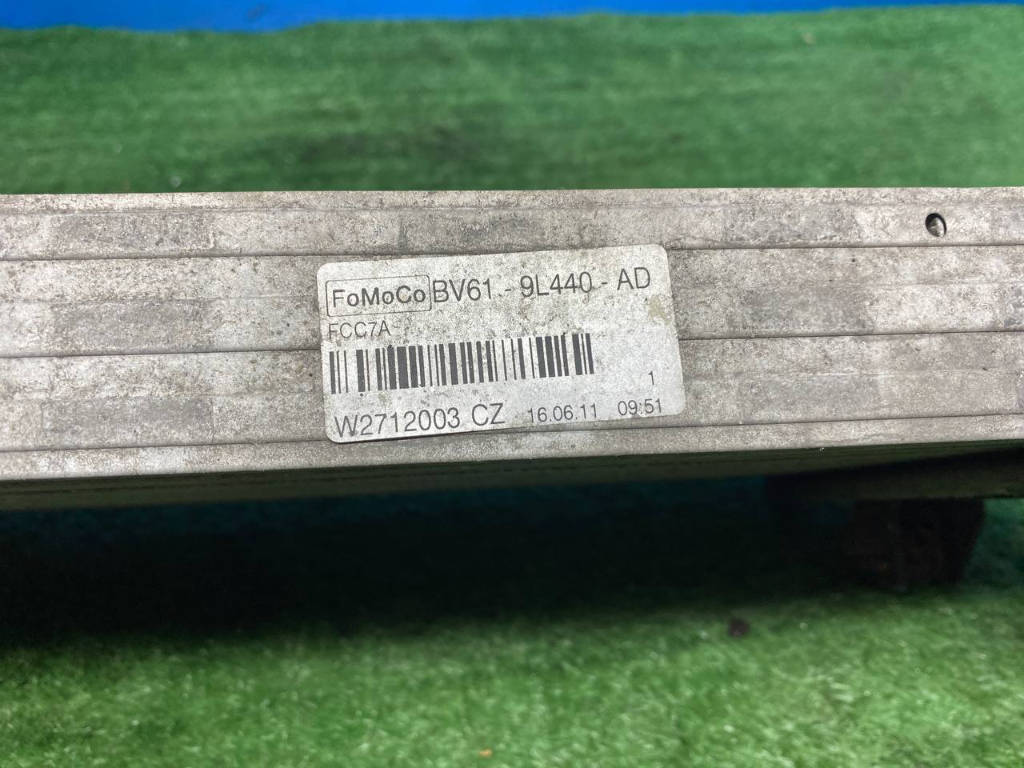 FoMoCo BV61 - 9L440 - AD
FCC7A
1
W2712003 CZ 16.06.11 09:51